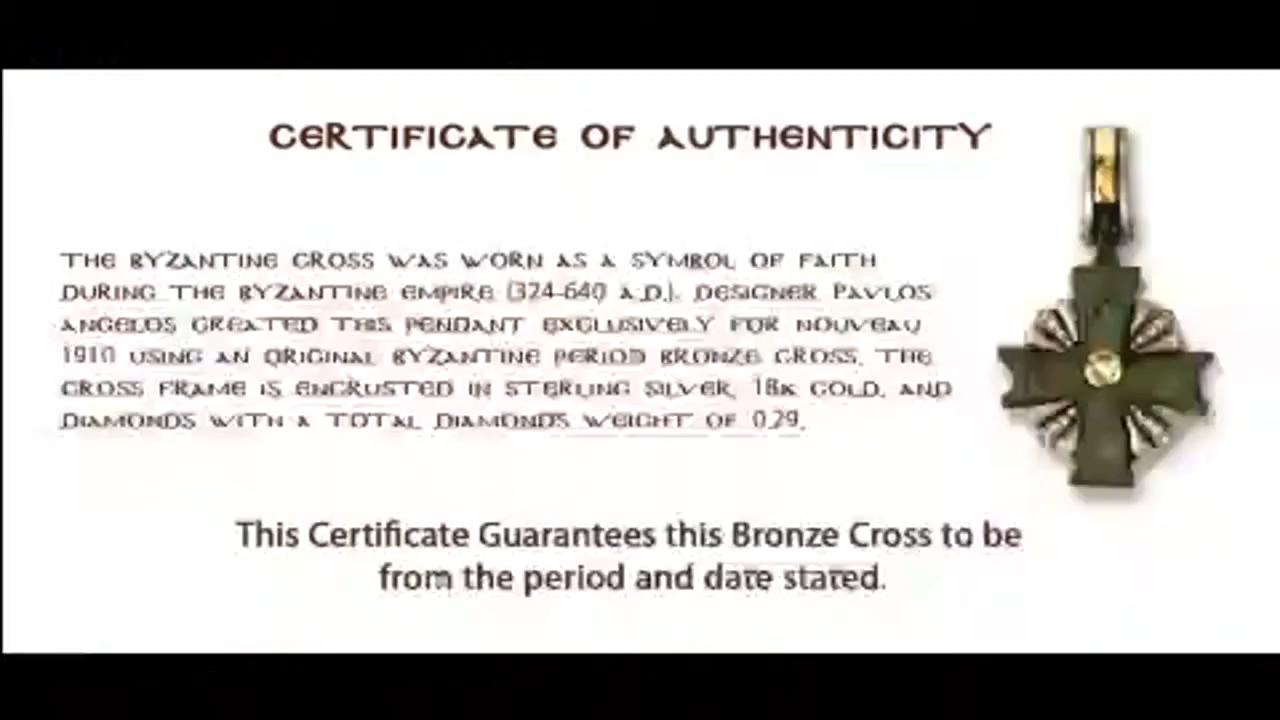 CERTIFICATE OF AUTHENTICITY
THE BYZANTINE CROSS WAS WORN AS A SYMBOL OF FAITH
DURING THE BYZANTINE EMPIRE (324-640 A.D.). DESIGNER PAVLOS
ANGELOS CREATED THIS PENDANT EXCLUSIVELY FOR NOUVEAU
1910 USING AN ORIGINAL BYZANTINE PERIOD BRONZE CROSS. THE
CROSS FRAME IS ENCRUSTED IN STERLING SILVER, 18K GOLD, AND
DIAMONDS WITH A TOTAL DIAMONDS WEIGHT OF 0.29.
This Certificate Guarantees this Bronze Cross to be
from the period and date stated.